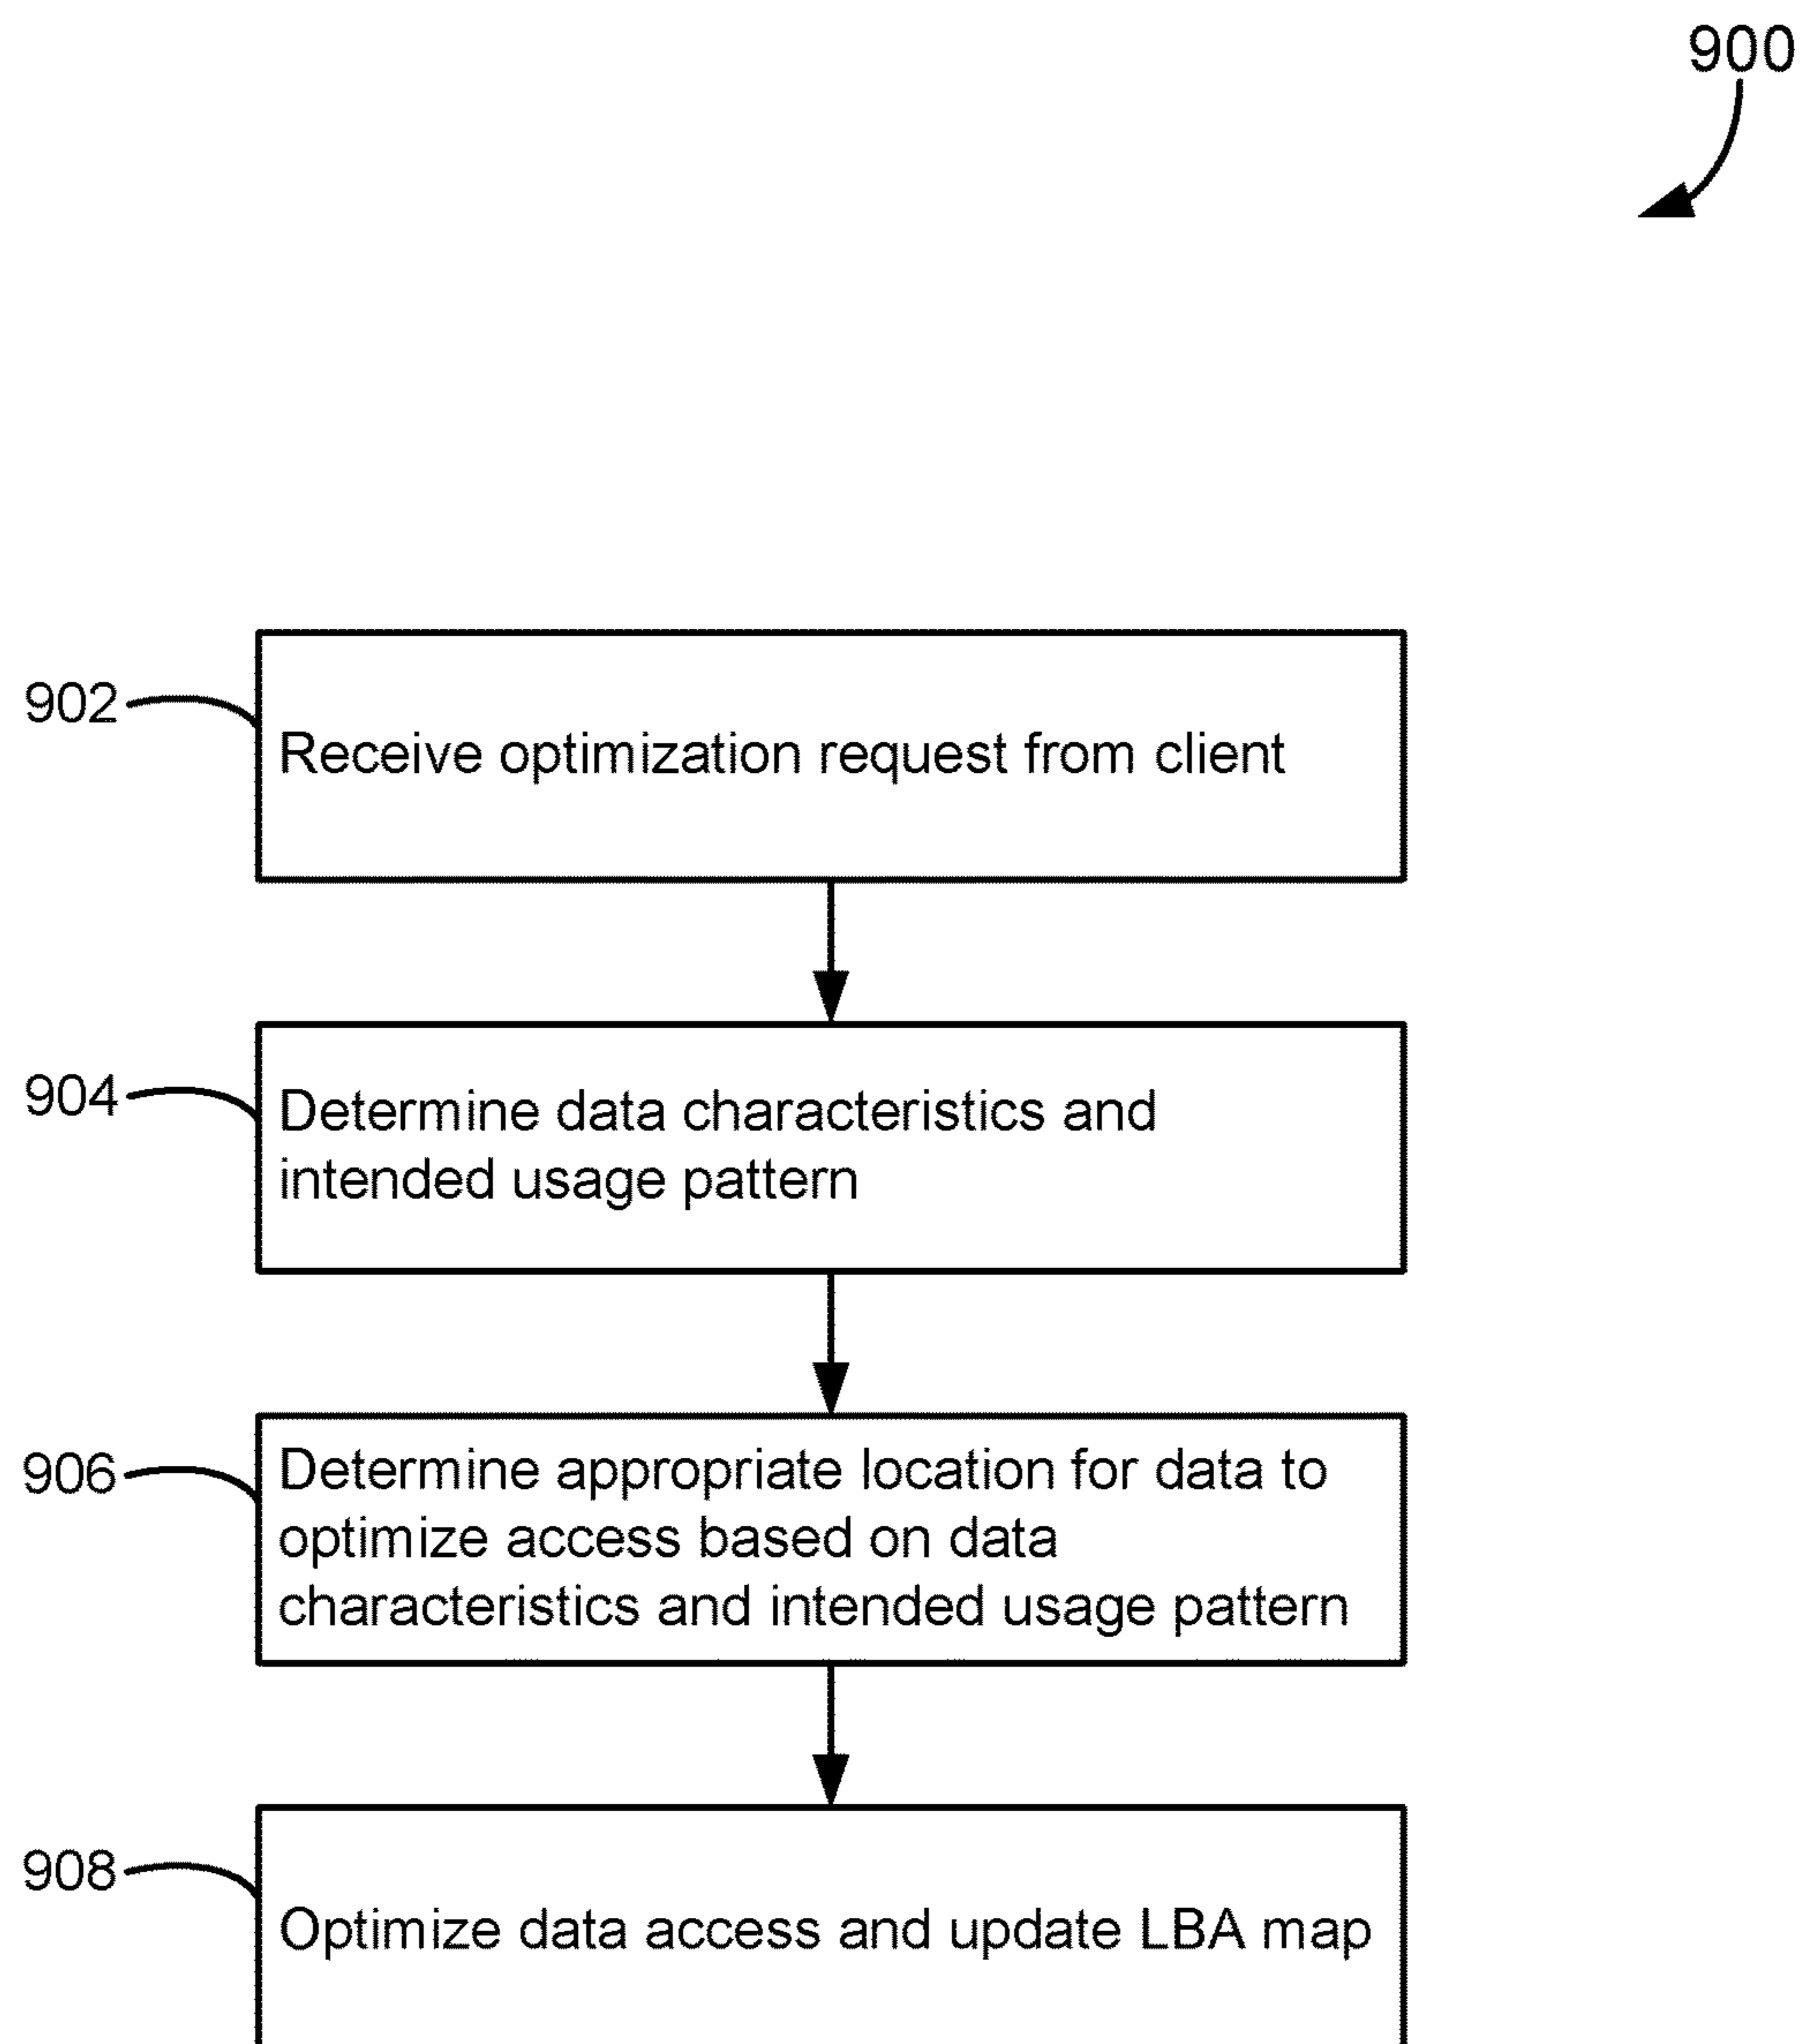 900
902
Receive optimization request from client
904
Determine data characteristics and
intended usage pattern
906
Determine appropriate location for data to
optimize access based on data
characteristics and intended usage pattern
908
Optimize data access and update LBA map